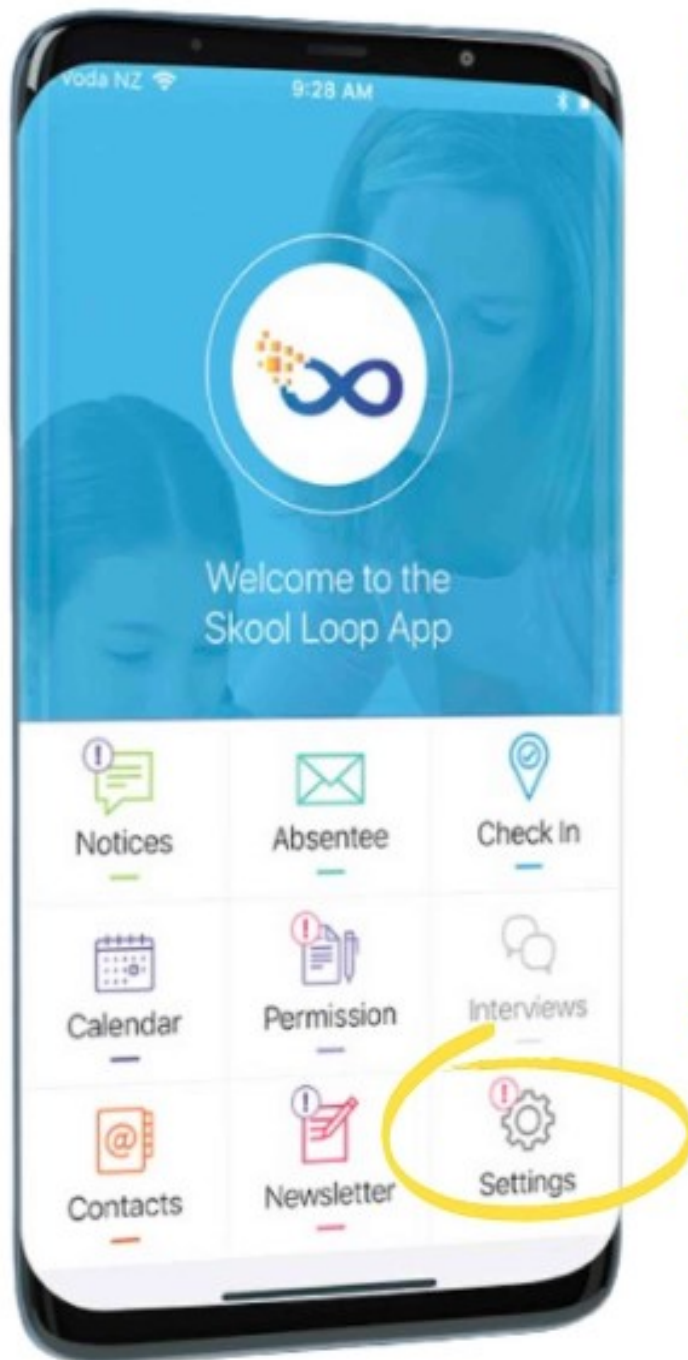 Voda NZ
9:28 AM
Welcome to the
Skool Loop App
Notices
Absentee
Check In
Calendar
Permission
Interviews
Contacts
Newsletter
Settings